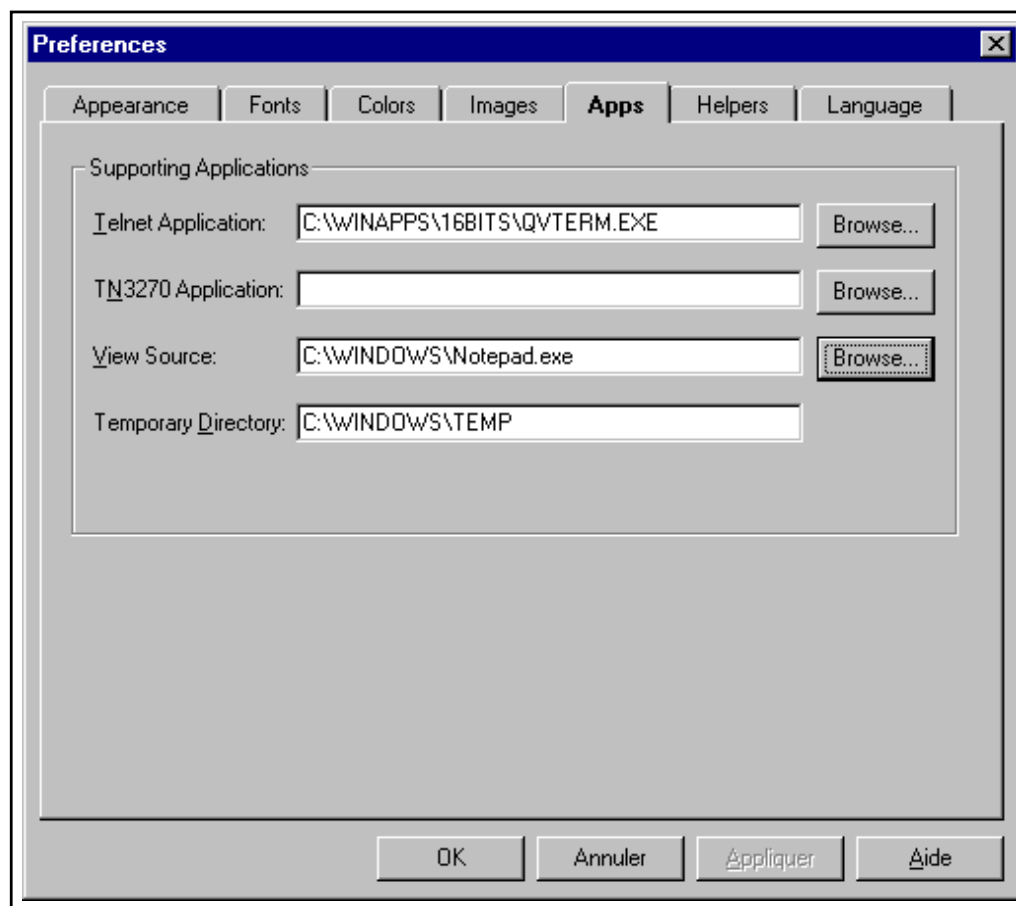 Preferences
Appearance Fonts Colors Images Apps Helpers Language
Supporting Applications
Telnet Application: C:\WINAPPS\16BITS\QVTERM.EXE Browse...
TN3270 Application: Browse...
View Source: C:\WINDOWS\Notepad.exe Browse...
Temporary Directory: C:\WINDOWS\TEMP
OK Annuler Appliquer Aide